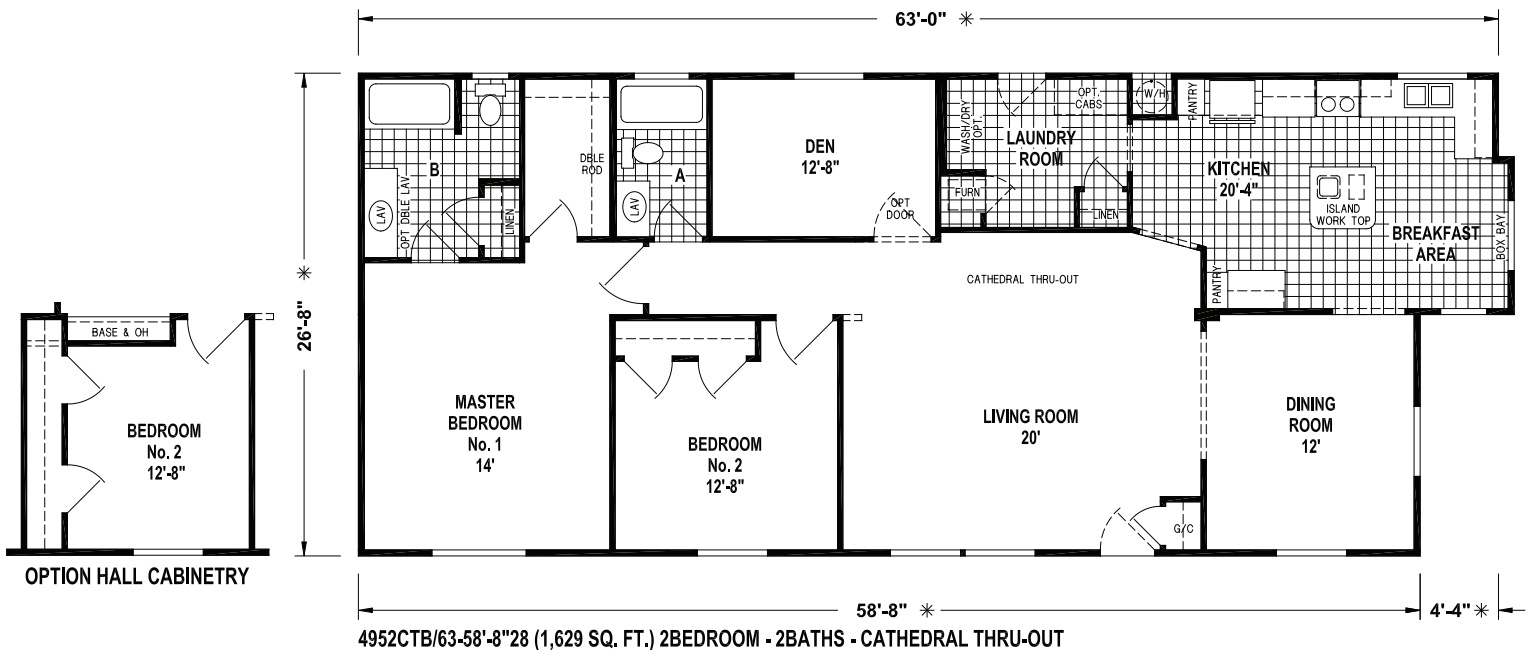 63'-0" ✳
26'-8" ✳
B
LAV
OPT DBLE LAV
LINEN
DBLE
ROD
A
LAV
DEN
12'-8"
OPT
DOOR
WASH/DRY
OPT.
OPT.
CABS
LAUNDRY
ROOM
FURN
LINEN
W/H
PANTRY
KITCHEN
20'-4"
ISLAND
WORK TOP
BREAKFAST
AREA
BOX BAY
PANTRY
CATHEDRAL THRU-OUT
BASE & OH
BEDROOM
No. 2
12'-8"
OPTION HALL CABINETRY
MASTER
BEDROOM
No. 1
14'
BEDROOM
No. 2
12'-8"
LIVING ROOM
20'
G/C
DINING
ROOM
12'
58'-8" ✳
4'-4" ✳
4952CTB/63-58'-8"28 (1,629 SQ. FT.) 2BEDROOM - 2BATHS - CATHEDRAL THRU-OUT